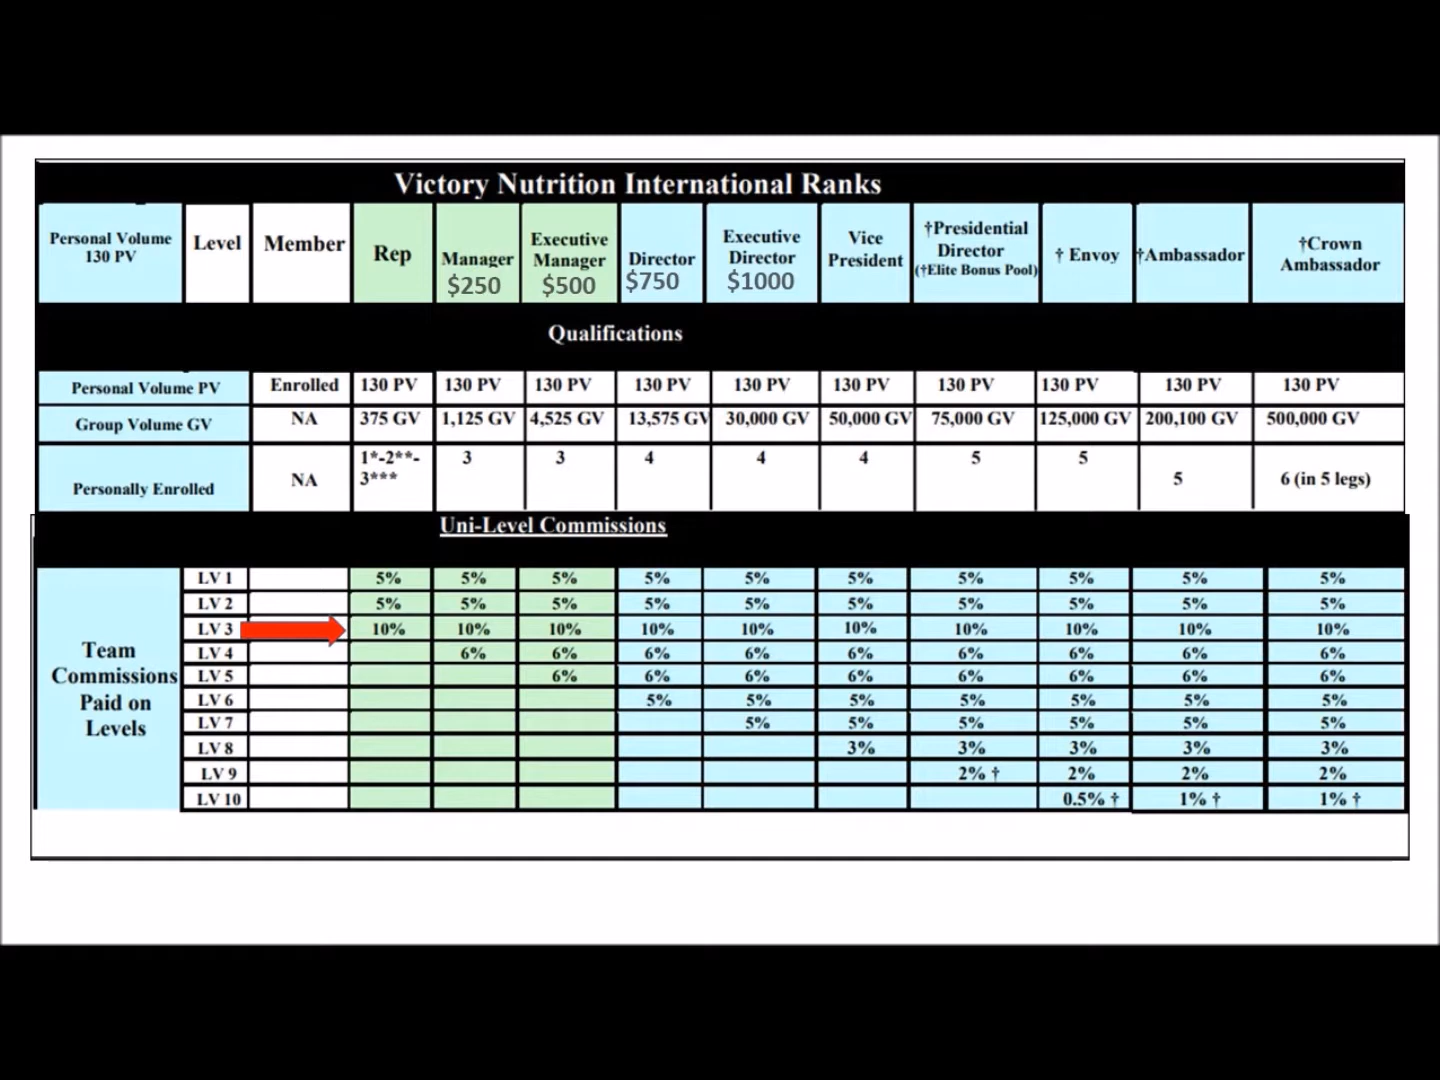 Victory Nutrition International Ranks
Personal Volume 130 PV Level Member Rep Manager $250 Executive Manager $500 Director $750 Executive Director $1000 Vice President †Presidential Director (†Elite Bonus Pool) † Envoy †Ambassador †Crown Ambassador
Qualifications
Personal Volume PV Enrolled 130 PV 130 PV 130 PV 130 PV 130 PV 130 PV 130 PV 130 PV 130 PV 130 PV
Group Volume GV NA 375 GV 1,125 GV 4,525 GV 13,575 GV 30,000 GV 50,000 GV 75,000 GV 125,000 GV 200,100 GV 500,000 GV
Personally Enrolled NA 1*-2**-3*** 3 3 4 4 4 5 5 5 6 (in 5 legs)
Uni-Level Commissions
Team Commissions Paid on Levels
LV 1 5% 5% 5% 5% 5% 5% 5% 5% 5% 5%
LV 2 5% 5% 5% 5% 5% 5% 5% 5% 5% 5%
LV 3 10% 10% 10% 10% 10% 10% 10% 10% 10% 10%
LV 4 6% 6% 6% 6% 6% 6% 6% 6% 6%
LV 5 6% 6% 6% 6% 6% 6% 6% 6%
LV 6 5% 5% 5% 5% 5% 5% 5%
LV 7 5% 5% 5% 5% 5% 5%
LV 8 3% 3% 3% 3% 3%
LV 9 2% † 2% 2% 2%
LV 10 0.5% † 1% † 1% †